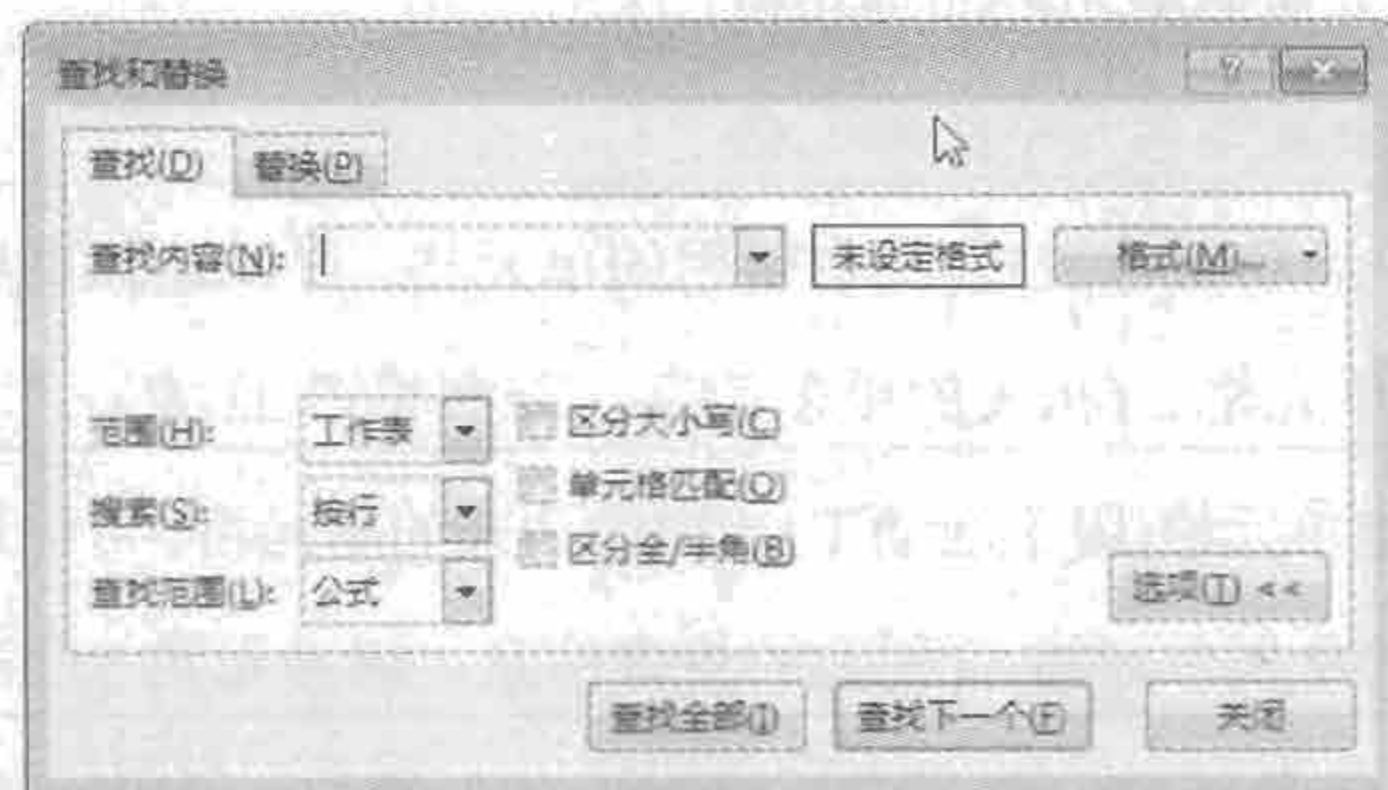 查找和替换
查找(D) 替换(P)
查找内容(N): 未设定格式 格式(M)...
范围(H): 工作表 区分大小写(C)
单元格匹配(O)
搜索(S): 按行
区分全/半角(B)
查找范围(L): 公式
选项(T) <<
查找全部(I) 查找下一个(F) 关闭